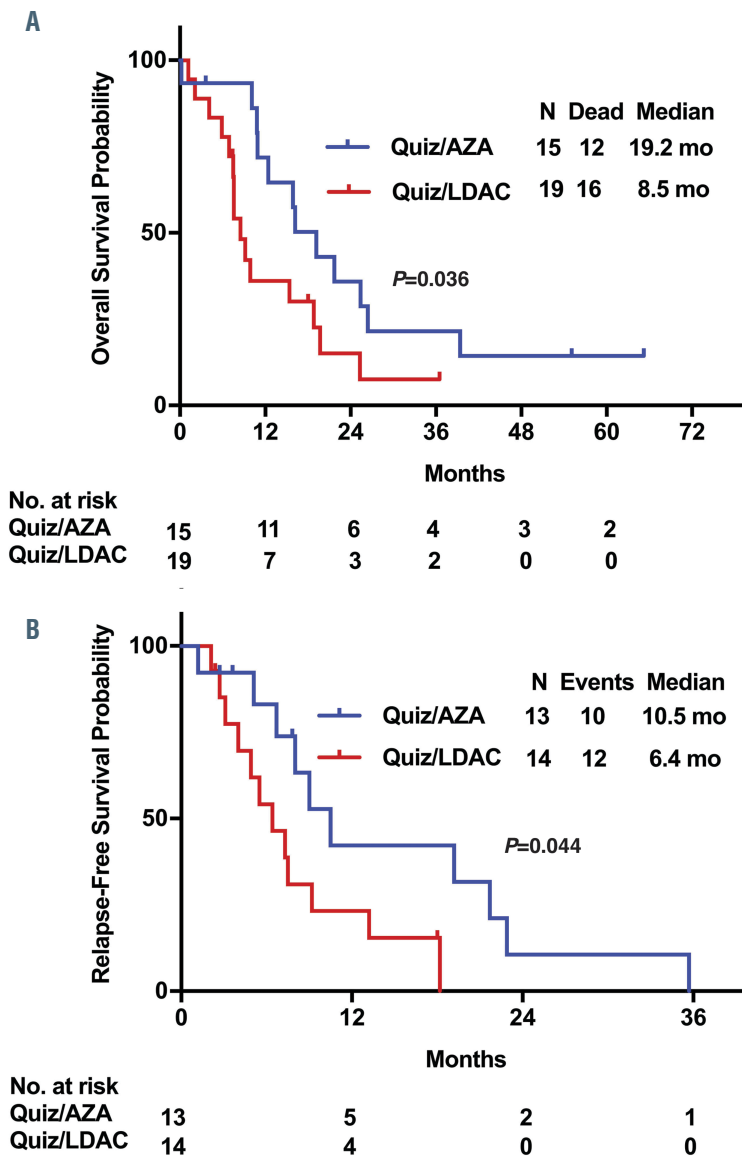 A
Overall Survival Probability
100
50
0
N Dead Median
Quiz/AZA 15 12 19.2 mo
Quiz/LDAC 19 16 8.5 mo
P=0.036
0 12 24 36 48 60 72
Months
No. at risk
Quiz/AZA 15 11 6 4 3 2
Quiz/LDAC 19 7 3 2 0 0
B
Relapse-Free Survival Probability
100
50
0
N Events Median
Quiz/AZA 13 10 10.5 mo
Quiz/LDAC 14 12 6.4 mo
P=0.044
0 12 24 36
Months
No. at risk
Quiz/AZA 13 5 2 1
Quiz/LDAC 14 4 0 0